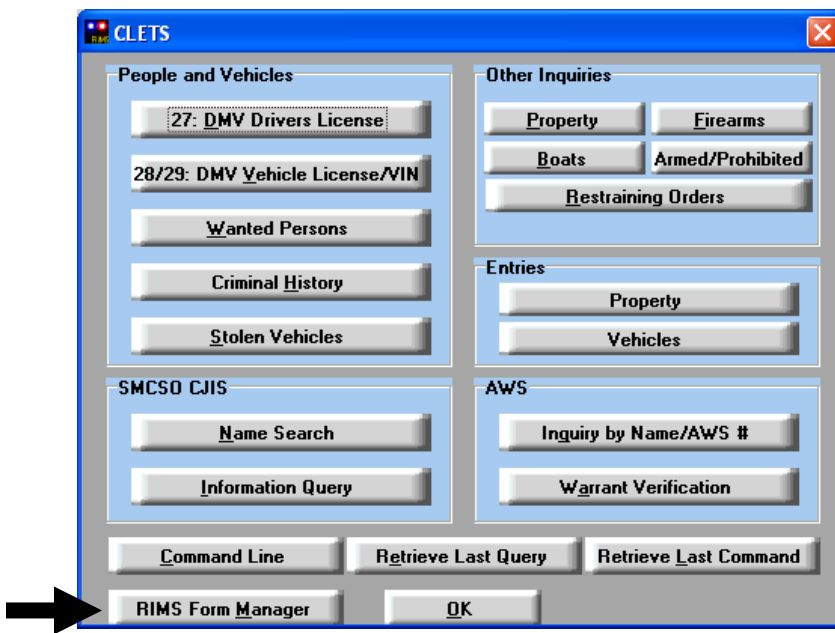 RIMS
CLETS
People and Vehicles
27: DMV Drivers License
28/29: DMV Vehicle License/VIN
Wanted Persons
Criminal History
Stolen Vehicles
Other Inquiries
Property
Firearms
Boats
Armed/Prohibited
Restraining Orders
Entries
Property
Vehicles
SMCSO CJIS
Name Search
Information Query
AWS
Inquiry by Name/AWS #
Warrant Verification
Command Line
Retrieve Last Query
Retrieve Last Command
RIMS Form Manager
OK